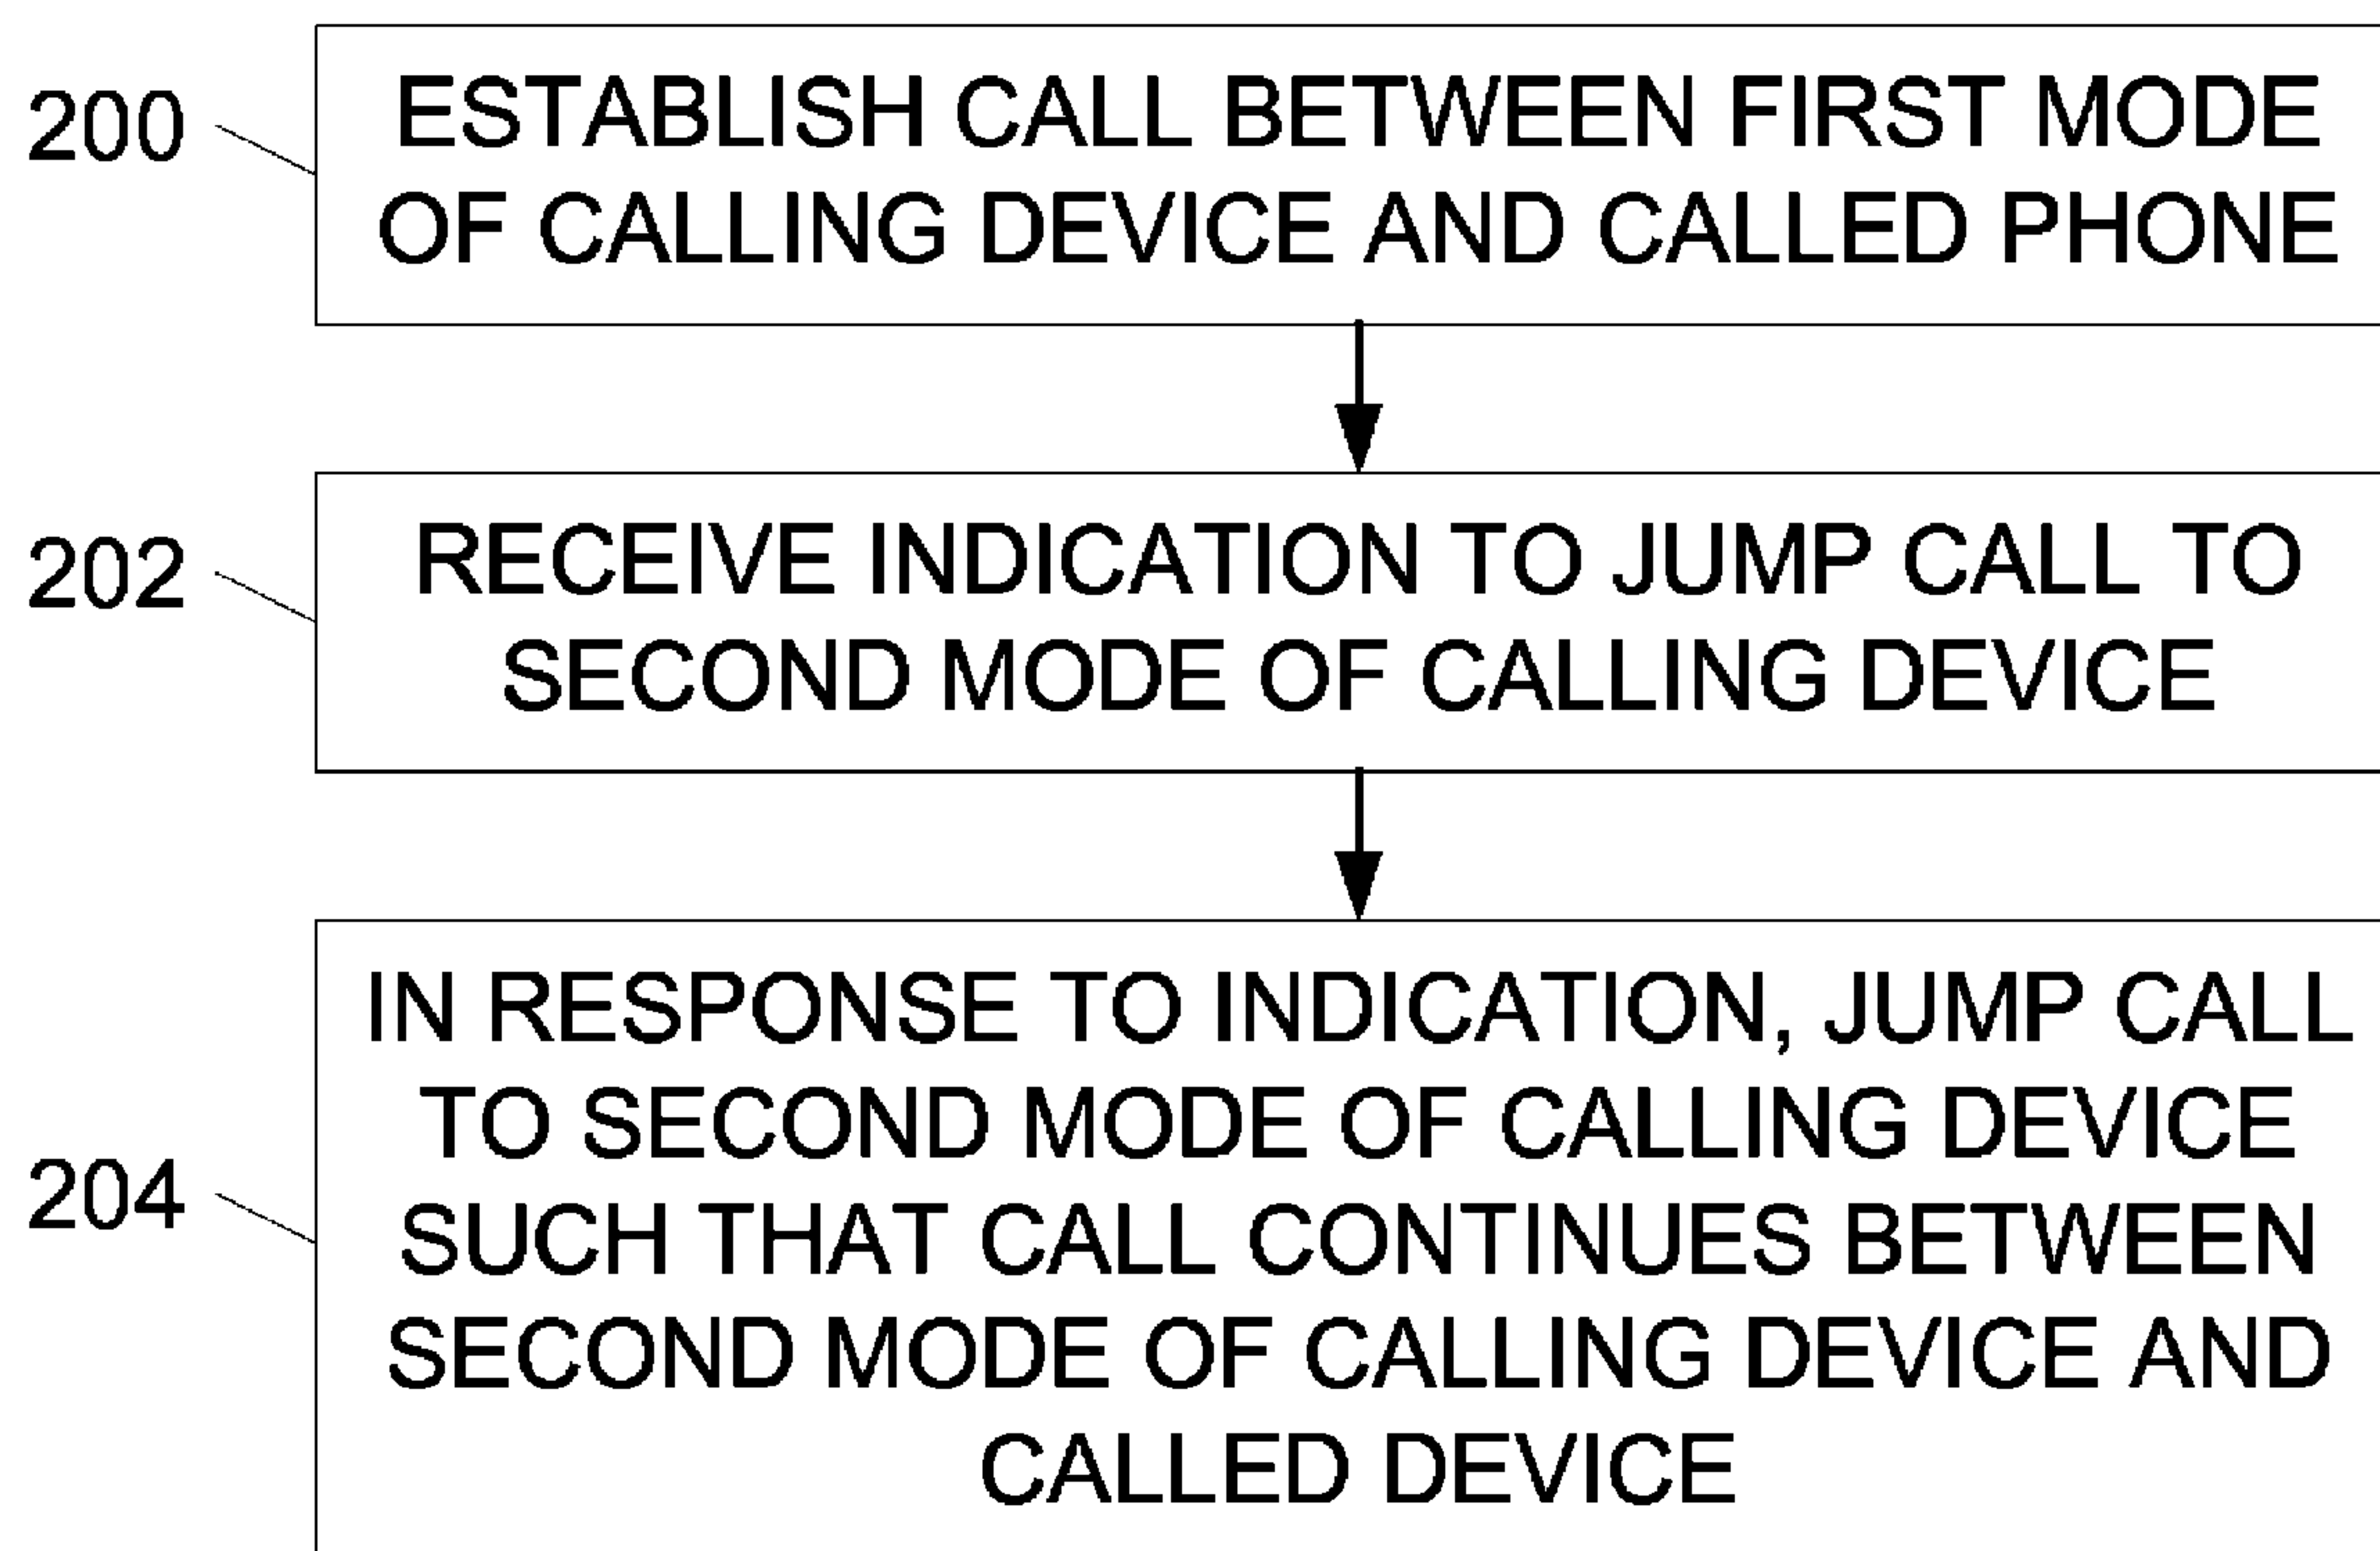 200
ESTABLISH CALL BETWEEN FIRST MODE
OF CALLING DEVICE AND CALLED PHONE
202
RECEIVE INDICATION TO JUMP CALL TO
SECOND MODE OF CALLING DEVICE
204
IN RESPONSE TO INDICATION, JUMP CALL
TO SECOND MODE OF CALLING DEVICE
SUCH THAT CALL CONTINUES BETWEEN
SECOND MODE OF CALLING DEVICE AND
CALLED DEVICE